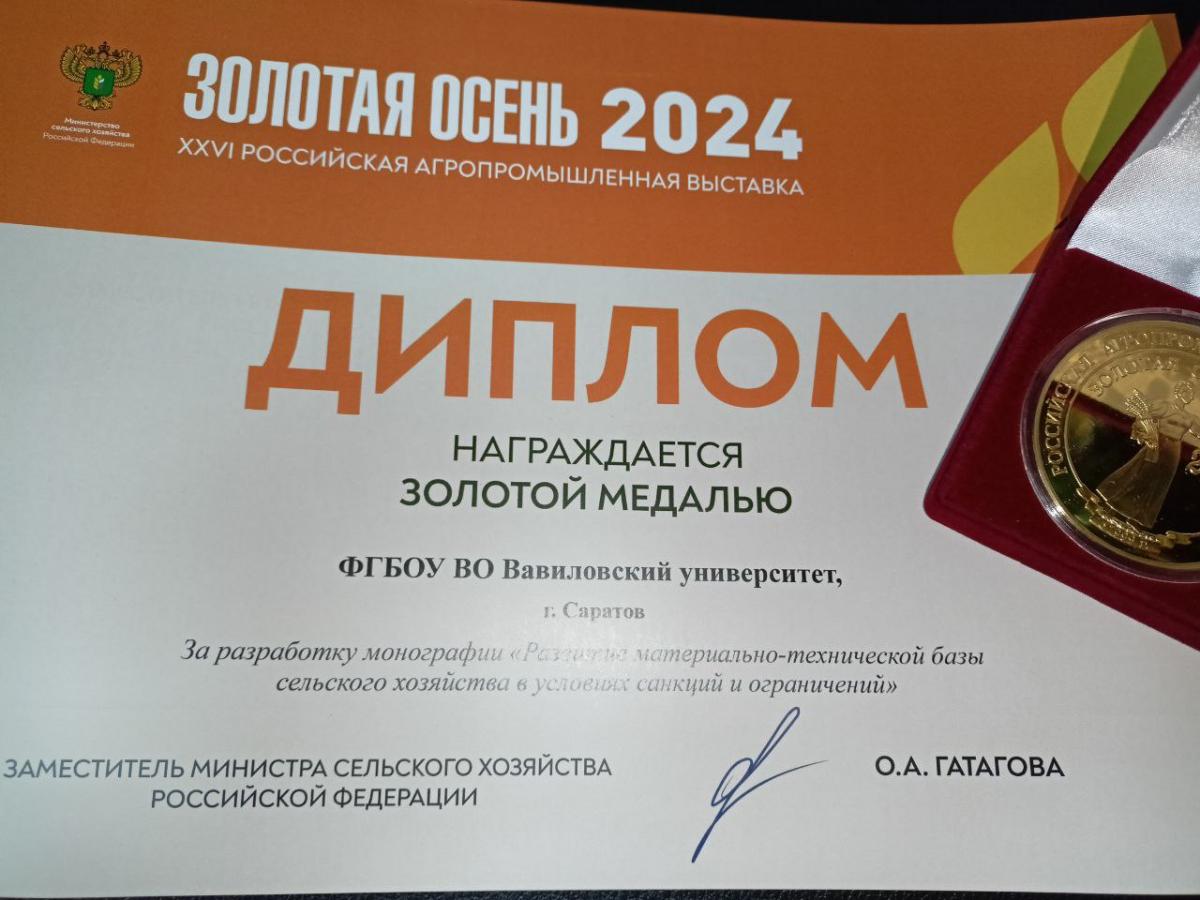 Министерство
сельского хозяйства
Российской Федерации
ЗОЛОТАЯ ОСЕНЬ 2024
XXVI РОССИЙСКАЯ АГРОПРОМЫШЛЕННАЯ ВЫСТАВКА
ДИПЛОМ
НАГРАЖДАЕТСЯ
ЗОЛОТОЙ МЕДАЛЬЮ
ФГБОУ ВО Вавиловский университет,
г. Саратов
За разработку монографии «Развитие материально-технической базы
сельского хозяйства в условиях санкций и ограничений»
ЗАМЕСТИТЕЛЬ МИНИСТРА СЕЛЬСКОГО ХОЗЯЙСТВА
РОССИЙСКОЙ ФЕДЕРАЦИИ
О.А. ГАТАГОВА
ЗОЛОТАЯ